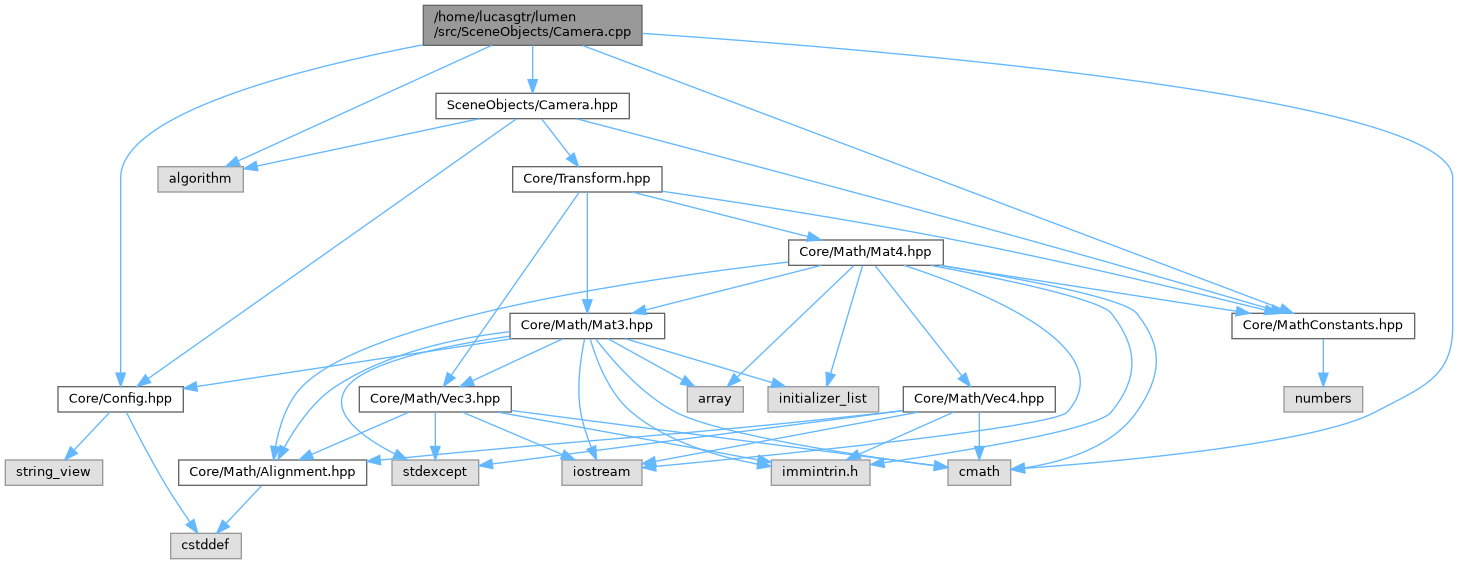 /home/lucasgtr/lumen
/src/SceneObjects/Camera.cpp
SceneObjects/Camera.hpp
algorithm
Core/Transform.hpp
Core/Math/Mat4.hpp
Core/Math/Mat3.hpp
Core/MathConstants.hpp
Core/Config.hpp
Core/Math/Vec3.hpp
array
initializer_list
Core/Math/Vec4.hpp
numbers
string_view
Core/Math/Alignment.hpp
stdexcept
iostream
immintrin.h
cmath
cstddef